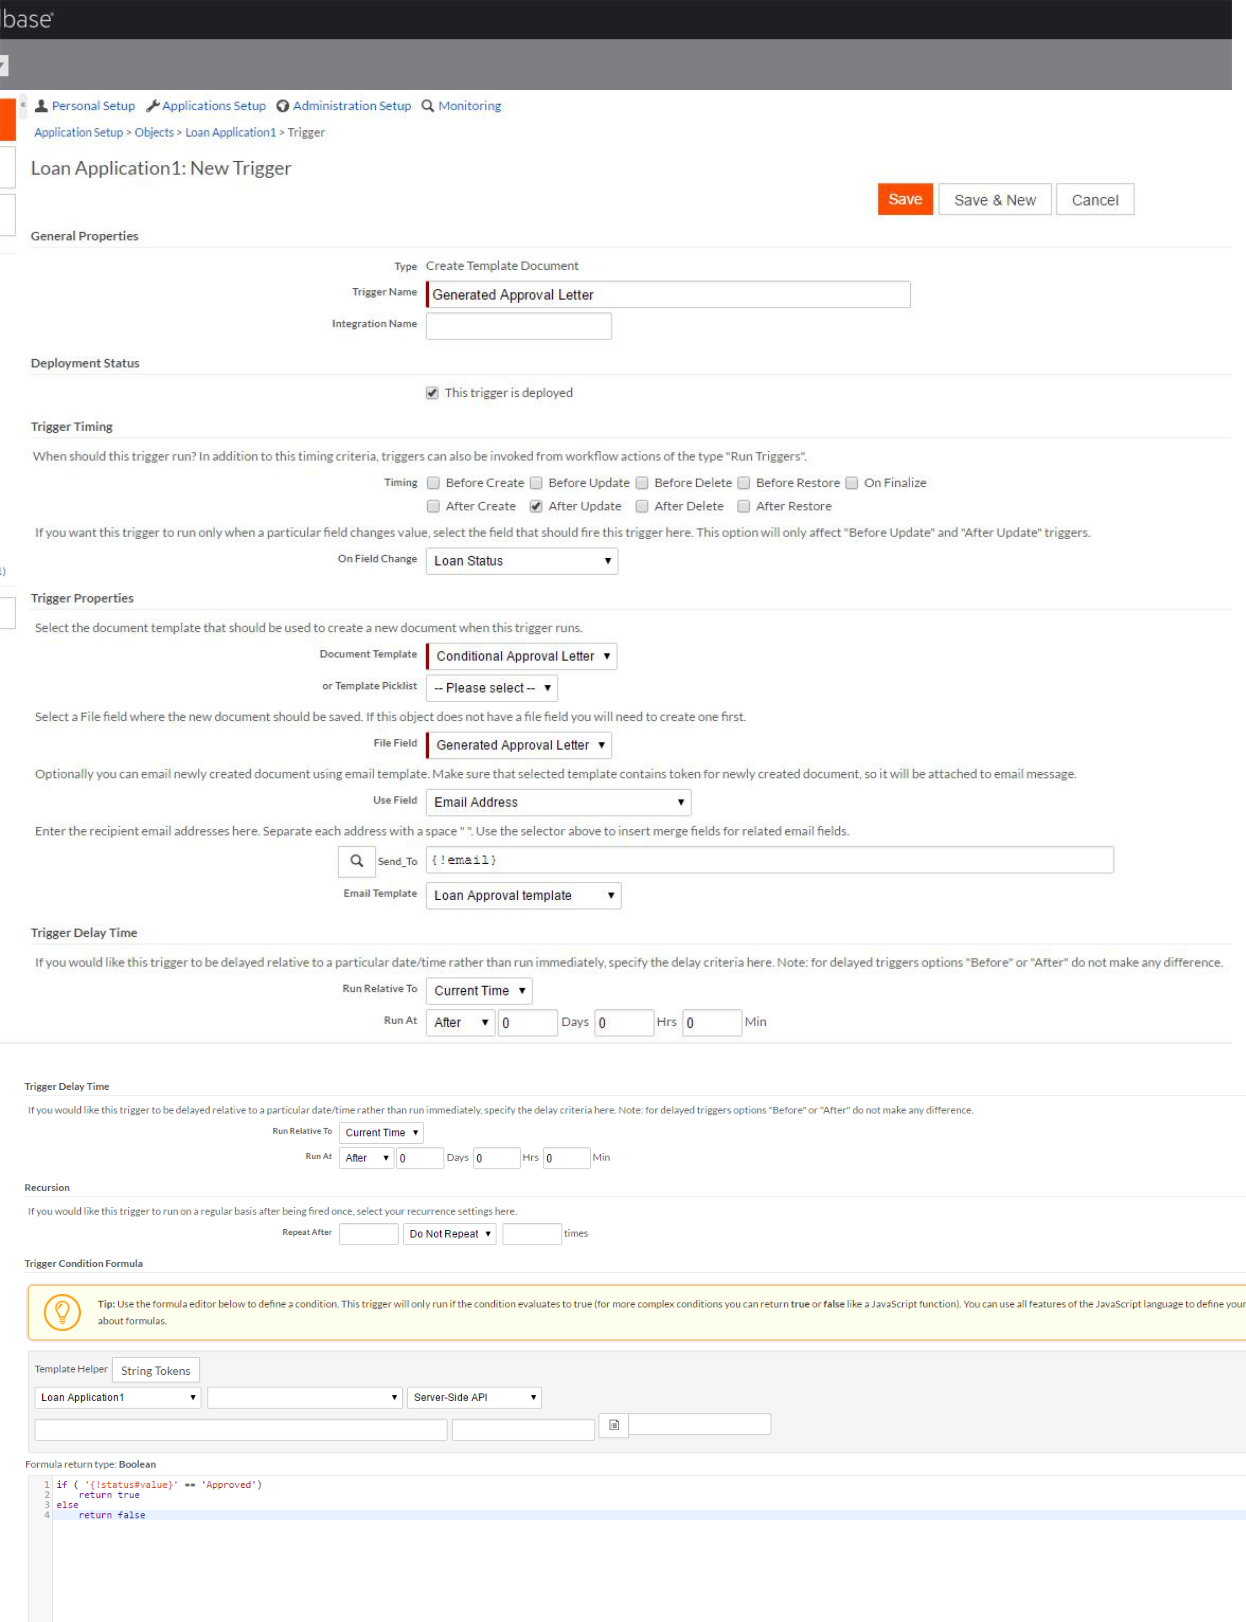 lbase
« Personal Setup Applications Setup Administration Setup Monitoring
Application Setup > Objects > Loan Application1 > Trigger
Loan Application1: New Trigger
Save Save & New Cancel
General Properties
Type Create Template Document
Trigger Name Generated Approval Letter
Integration Name
Deployment Status
This trigger is deployed
Trigger Timing
When should this trigger run? In addition to this timing criteria, triggers can also be invoked from workflow actions of the type "Run Triggers".
Timing Before Create Before Update Before Delete Before Restore On Finalize
After Create After Update After Delete After Restore
If you want this trigger to run only when a particular field changes value, select the field that should fire this trigger here. This option will only affect "Before Update" and "After Update" triggers.
On Field Change Loan Status
1)
Trigger Properties
Select the document template that should be used to create a new document when this trigger runs.
Document Template Conditional Approval Letter
or Template Picklist -- Please select --
Select a File field where the new document should be saved. If this object does not have a file field you will need to create one first.
File Field Generated Approval Letter
Optionally you can email newly created document using email template. Make sure that selected template contains token for newly created document, so it will be attached to email message.
Use Field Email Address
Enter the recipient email addresses here. Separate each address with a space " ". Use the selector above to insert merge fields for related email fields.
Send_To {!email}
Email Template Loan Approval template
Trigger Delay Time
If you would like this trigger to be delayed relative to a particular date/time rather than run immediately, specify the delay criteria here. Note: for delayed triggers options "Before" or "After" do not make any difference.
Run Relative To Current Time
Run At After 0 Days 0 Hrs 0 Min
Trigger Delay Time
If you would like this trigger to be delayed relative to a particular date/time rather than run immediately, specify the delay criteria here. Note: for delayed triggers options "Before" or "After" do not make any difference.
Run Relative To Current Time
Run At After 0 Days 0 Hrs 0 Min
Recursion
If you would like this trigger to run on a regular basis after being fired once, select your recurrence settings here.
Repeat After Do Not Repeat times
Trigger Condition Formula
Tip: Use the formula editor below to define a condition. This trigger will only run if the condition evaluates to true (for more complex conditions you can return true or false like a JavaScript function). You can use all features of the JavaScript language to define your
about formulas.
Template Helper String Tokens
Loan Application1 Server-Side API
Formula return type: Boolean
1 if ( '{!status#value}' == 'Approved')
2 return true
3 else
4 return false